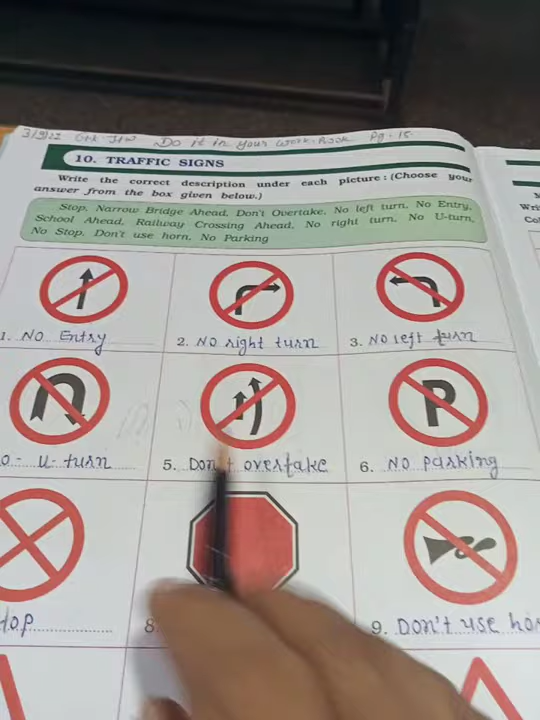 3/9/22 Do it in your work-Book Pg-15
10. TRAFFIC SIGNS
Write the correct description under each picture : (Choose your
answer from the box given below.)
Stop, Narrow Bridge Ahead, Don't Overtake, No left turn, No Entry,
School Ahead, Railway Crossing Ahead, No right turn, No U-turn,
No Stop, Don't use horn, No Parking
1. NO Entry
2. NO right turn
3. NO left turn
P
O - U- turn
5. Don't overtake
6. NO parking
top
8.
9. DON't use hor